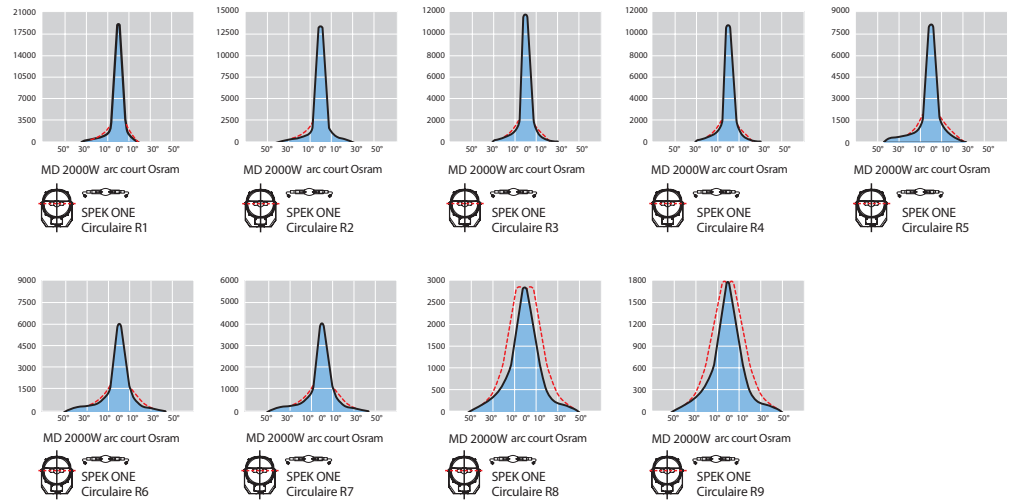 21000
17500
14000
10500
7000
3500
0
50° 30° 10° 0° 10° 30° 50°
MD 2000W arc court Osram
SPEK ONE
Circulaire R1
15000
12500
10000
7500
5000
2500
0
50° 30° 10° 0° 10° 30° 50°
MD 2000W arc court Osram
SPEK ONE
Circulaire R2
12000
10000
8000
6000
4000
2000
0
50° 30° 10° 0° 10° 30° 50°
MD 2000W arc court Osram
SPEK ONE
Circulaire R3
12000
10000
8000
6000
4000
2000
0
50° 30° 10° 0° 10° 30° 50°
MD 2000W arc court Osram
SPEK ONE
Circulaire R4
9000
7500
6000
4500
3000
1500
0
50° 30° 10° 0° 10° 30° 50°
MD 2000W arc court Osram
SPEK ONE
Circulaire R5
9000
7500
6000
4500
3000
1500
0
50° 30° 10° 0° 10° 30° 50°
MD 2000W arc court Osram
SPEK ONE
Circulaire R6
6000
5000
4000
3000
2000
1000
0
50° 30° 10° 0° 10° 30° 50°
MD 2000W arc court Osram
SPEK ONE
Circulaire R7
3000
2500
2000
1500
1000
500
0
50° 30° 10° 0° 10° 30° 50°
MD 2000W arc court Osram
SPEK ONE
Circulaire R8
1800
1500
1200
900
600
300
0
50° 30° 10° 0° 10° 30° 50°
MD 2000W arc court Osram
SPEK ONE
Circulaire R9